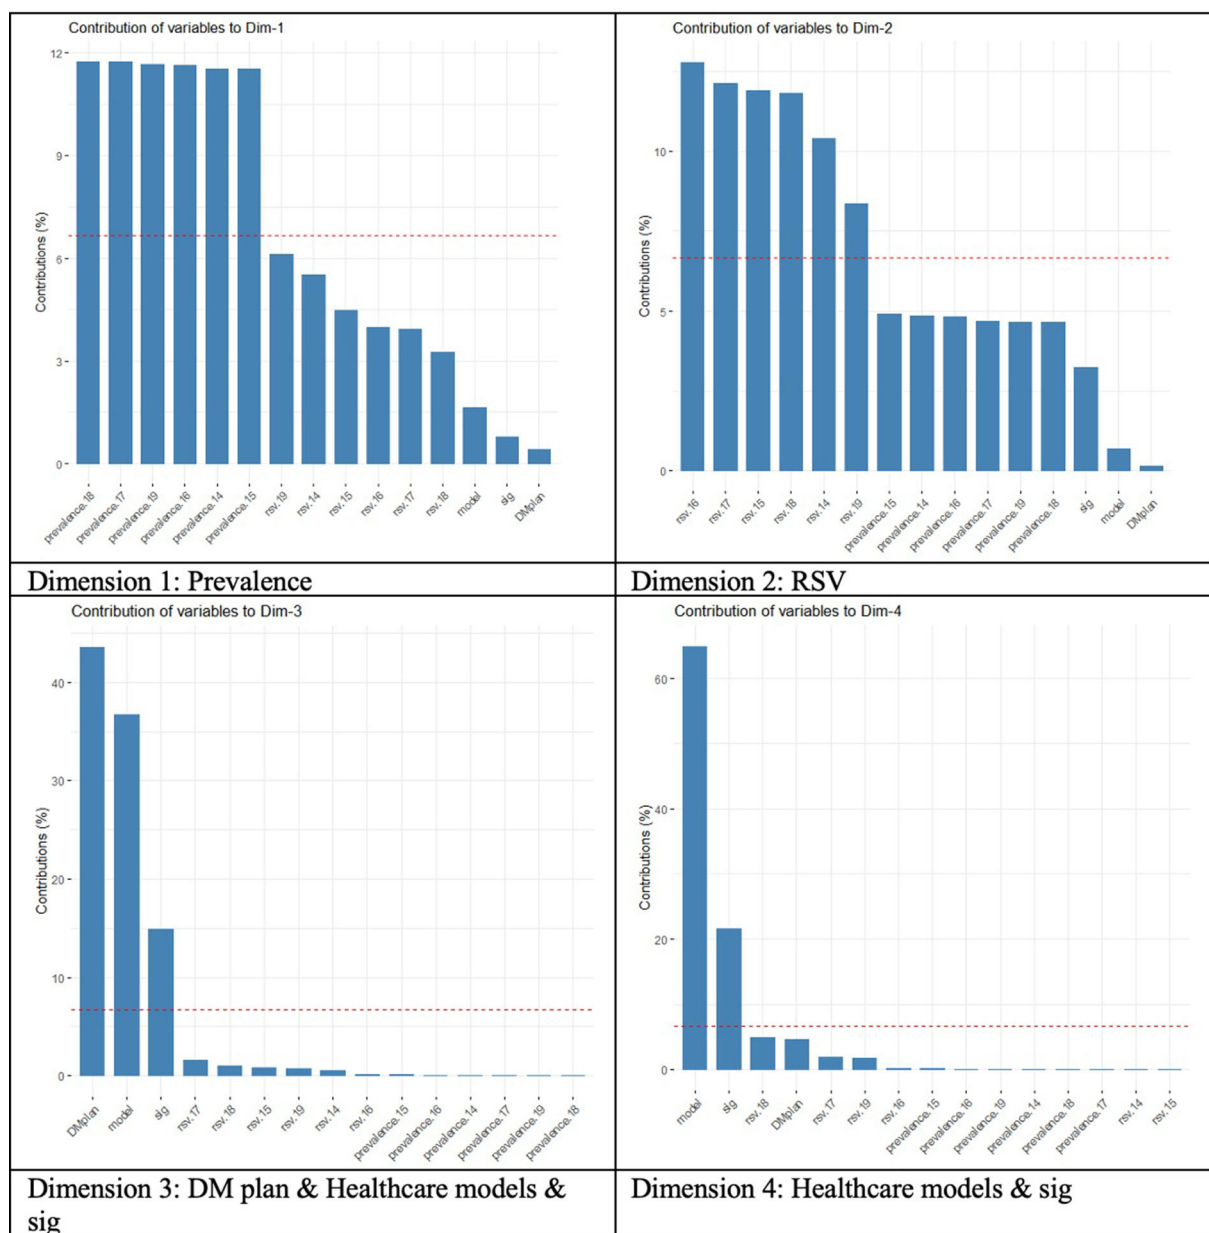 Contribution of variables to Dim-1
Contributions (%)
12
9
6
3
0
prevalence.18
prevalence.17
prevalence.19
prevalence.16
prevalence.14
prevalence.15
rsv.19
rsv.14
rsv.15
rsv.16
rsv.17
rsv.18
model
sig
DMplan
Dimension 1: Prevalence
Contribution of variables to Dim-2
Contributions (%)
10
5
0
rsv.16
rsv.17
rsv.15
rsv.18
rsv.14
rsv.19
prevalence.15
prevalence.14
prevalence.16
prevalence.17
prevalence.19
prevalence.18
sig
model
DMplan
Dimension 2: RSV
Contribution of variables to Dim-3
Contributions (%)
40
30
20
10
0
DMplan
model
sig
rsv.17
rsv.18
rsv.15
rsv.19
rsv.14
rsv.16
prevalence.15
prevalence.16
prevalence.14
prevalence.17
prevalence.19
prevalence.18
Dimension 3: DM plan & Healthcare models &
sig
Contribution of variables to Dim-4
Contributions (%)
60
40
20
0
model
sig
rsv.18
DMplan
rsv.17
rsv.19
rsv.16
prevalence.15
prevalence.16
prevalence.19
prevalence.14
prevalence.18
prevalence.17
rsv.14
rsv.15
Dimension 4: Healthcare models & sig